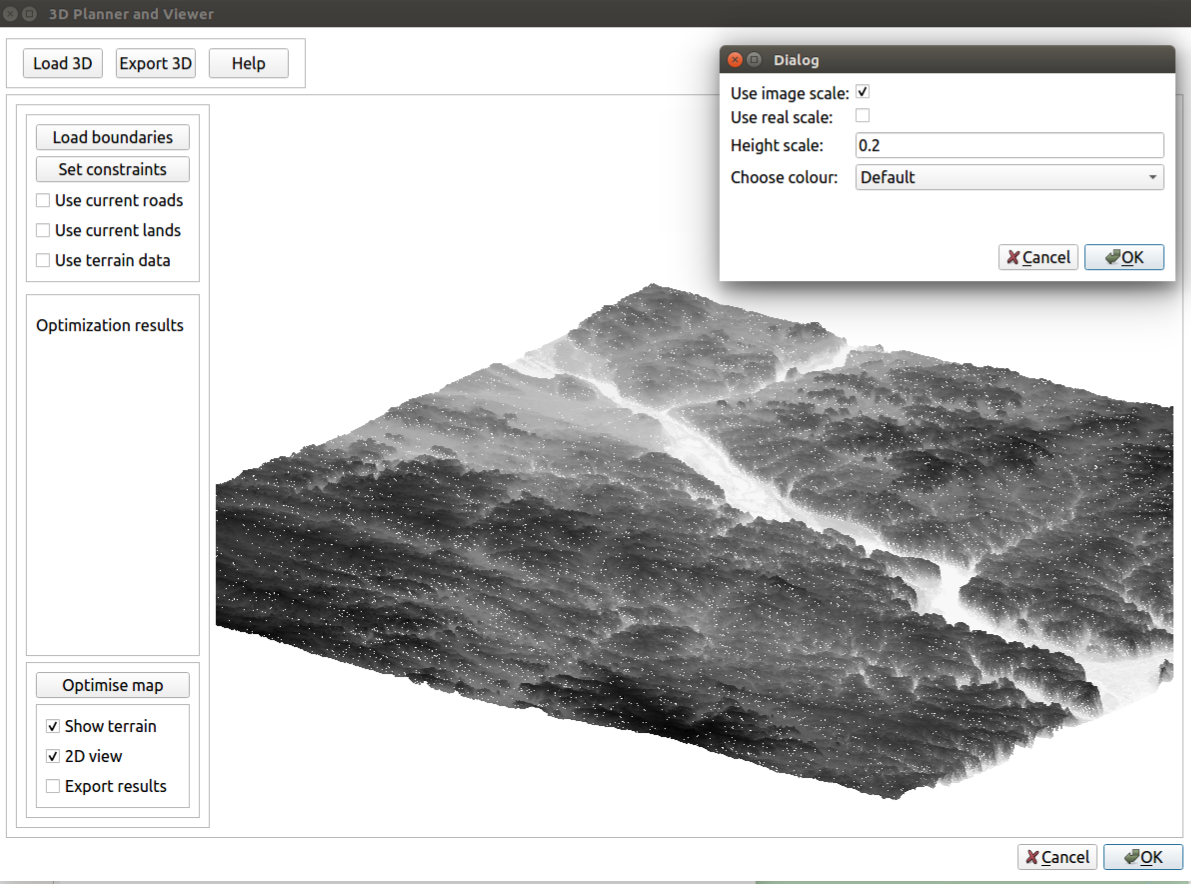 3D Planner and Viewer
Load 3D
Export 3D
Help
Dialog
Use image scale:
Use real scale:
Height scale: 0.2
Choose colour: Default
Cancel
OK
Load boundaries
Set constraints
Use current roads
Use current lands
Use terrain data
Optimization results
Optimise map
Show terrain
2D view
Export results
Cancel
OK